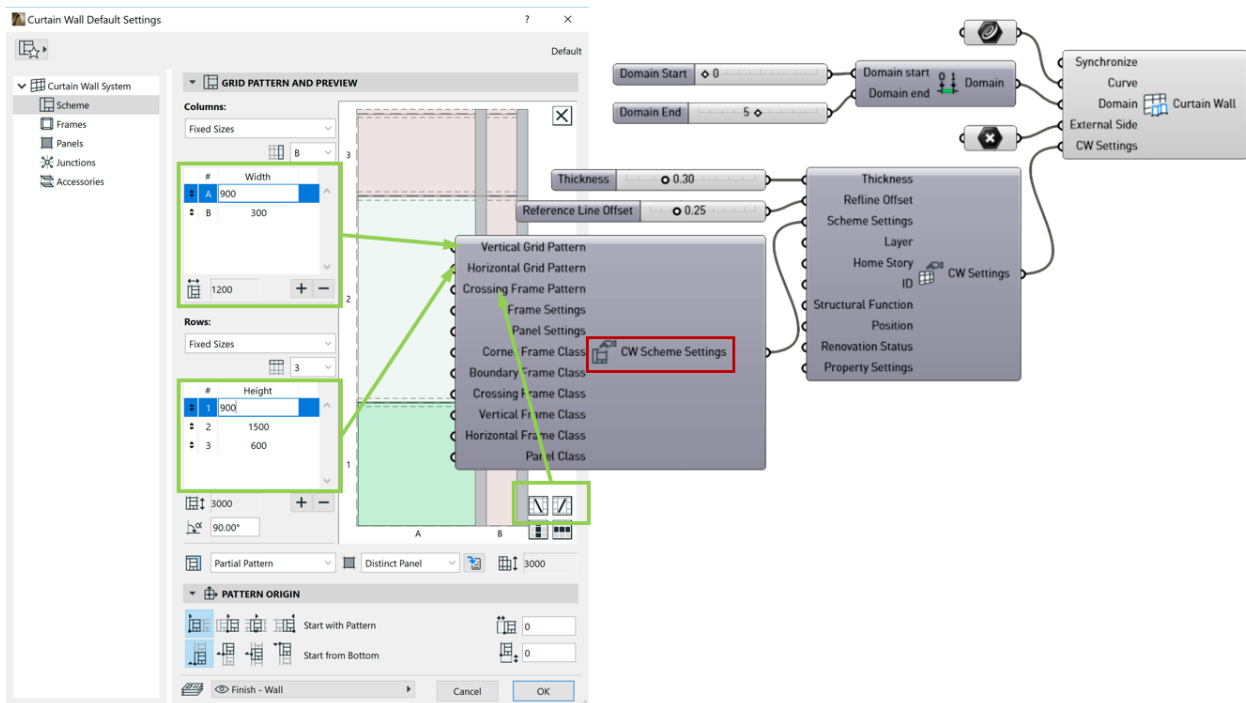 Curtain Wall Default Settings
?
Default
Curtain Wall System
Scheme
Frames
Panels
Junctions
Accessories
GRID PATTERN AND PREVIEW
Columns:
Fixed Sizes
B
# Width
A 900
B 300
1200
Rows:
Fixed Sizes
3
# Height
1 900
2 1500
3 600
3000
α
90.00°
3
2
1
A B
Partial Pattern
Distinct Panel
3000
PATTERN ORIGIN
Start with Pattern
0
Start from Bottom
0
Finish - Wall
Cancel
OK
Domain Start 0
Domain End 5
Domain start
Domain end
0 1
Domain
Synchronize
Curve
Domain
External Side
CW Settings
Curtain Wall
Thickness 0.30
Reference Line Offset 0.25
Thickness
Refline Offset
Scheme Settings
Layer
Home Story
ID
Structural Function
Position
Renovation Status
Property Settings
CW Settings
Vertical Grid Pattern
Horizontal Grid Pattern
Crossing Frame Pattern
Frame Settings
Panel Settings
Corner Frame Class
Boundary Frame Class
Crossing Frame Class
Vertical Frame Class
Horizontal Frame Class
Panel Class
CW Scheme Settings